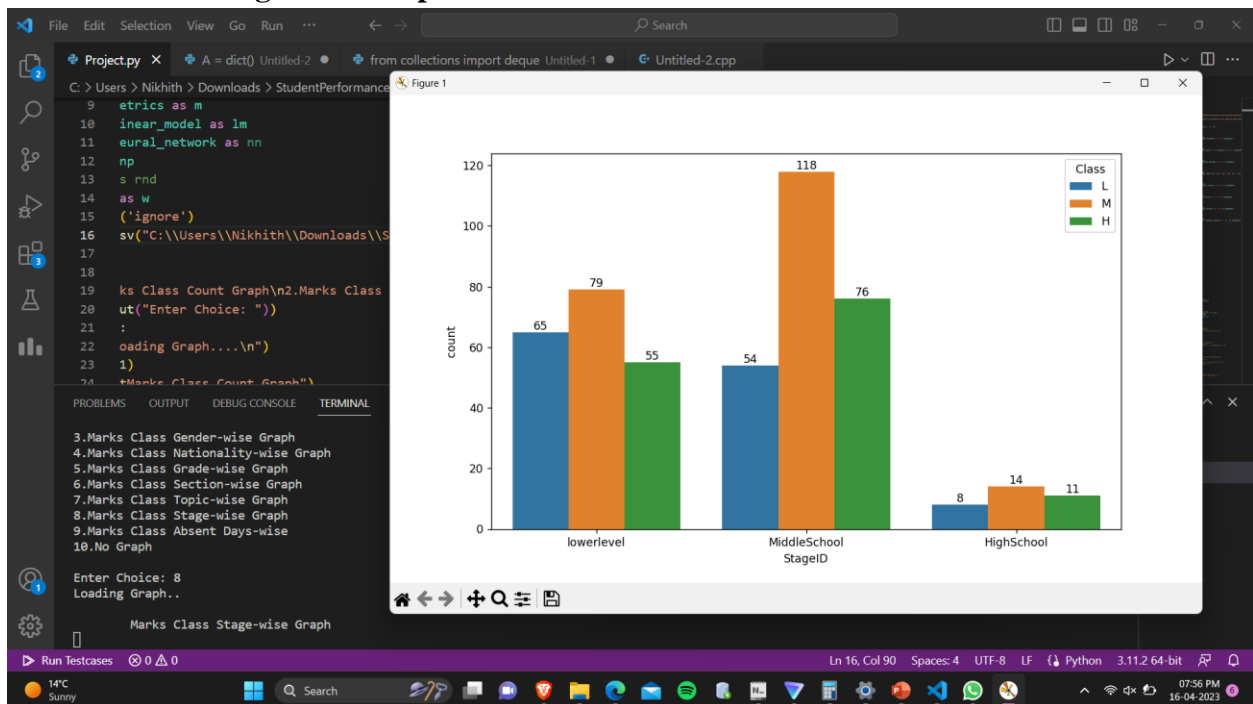 File Edit Selection View Go Run ··· Search
Project.py A = dict() Untitled-2 from collections import deque Untitled-1 Untitled-2.cpp
C: > Users > Nikhith > Downloads > StudentPerformance
9 etrics as m
10 inear_model as lm
11 eural_network as nn
12 np
13 s rnd
14 as w
15 ('ignore')
16 sv("C:\\Users\\Nikhith\\Downloads\\S
17
18
19 ks Class Count Graph\n2.Marks Class
20 ut("Enter Choice: "))
21 :
22 oading Graph....\n")
23 1)
24 tMarks Class Count Graph")
PROBLEMS OUTPUT DEBUG CONSOLE TERMINAL
3.Marks Class Gender-wise Graph
4.Marks Class Nationality-wise Graph
5.Marks Class Grade-wise Graph
6.Marks Class Section-wise Graph
7.Marks Class Topic-wise Graph
8.Marks Class Stage-wise Graph
9.Marks Class Absent Days-wise
10.No Graph
Enter Choice: 8
Loading Graph..
Marks Class Stage-wise Graph
Figure 1
Class
L
M
H
120
100
80
60
40
20
0
count
65 79 55
54 118 76
8 14 11
lowerlevel MiddleSchool HighSchool
StageID
2
3
1
Run Testcases 0 0 Ln 16, Col 90 Spaces: 4 UTF-8 LF Python 3.11.2 64-bit
14°C
Sunny
Search
07:56 PM
16-04-2023
6